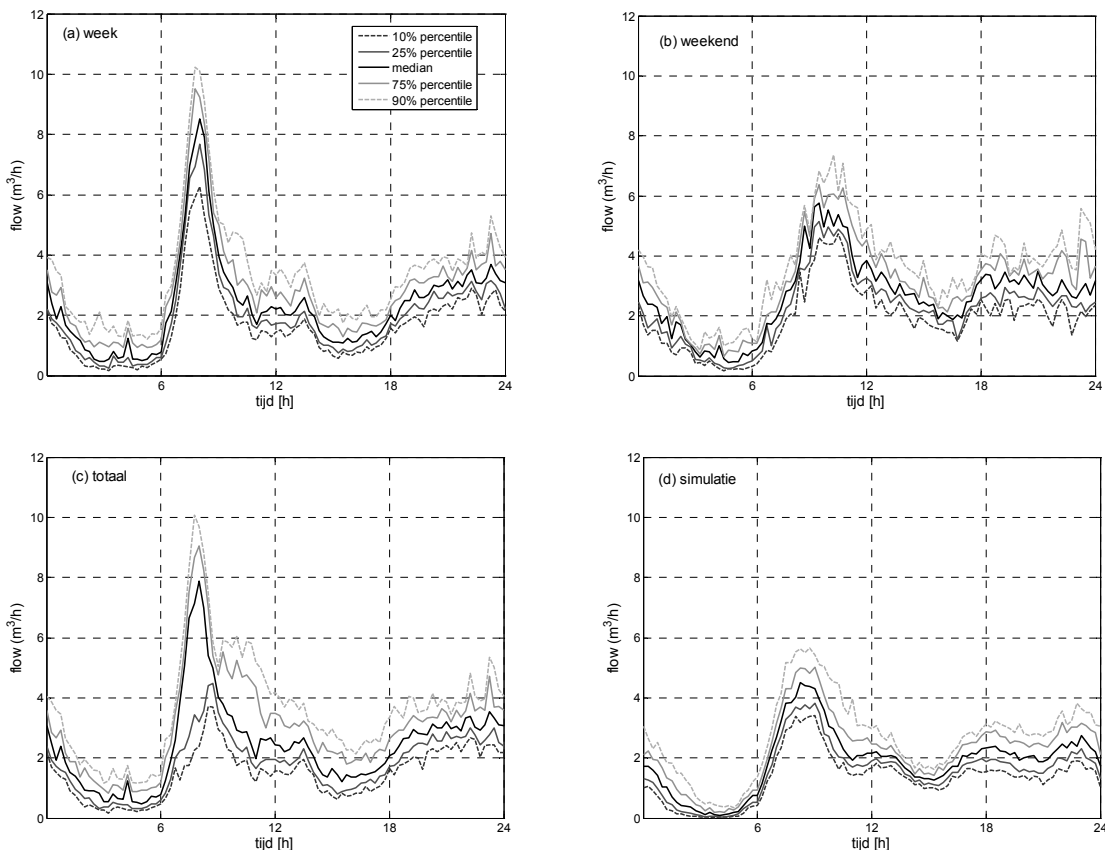 (a) week
10% percentile
25% percentile
median
75% percentile
90% percentile
12
10
8
6
4
2
0
flow (m³/h)
6 12 18 24
tijd [h]
(b) weekend
12
10
8
6
4
2
0
flow (m³/h)
6 12 18 24
tijd [h]
(c) totaal
12
10
8
6
4
2
0
flow (m³/h)
6 12 18 24
tijd [h]
(d) simulatie
12
10
8
6
4
2
0
flow (m³/h)
6 12 18 24
tijd [h]